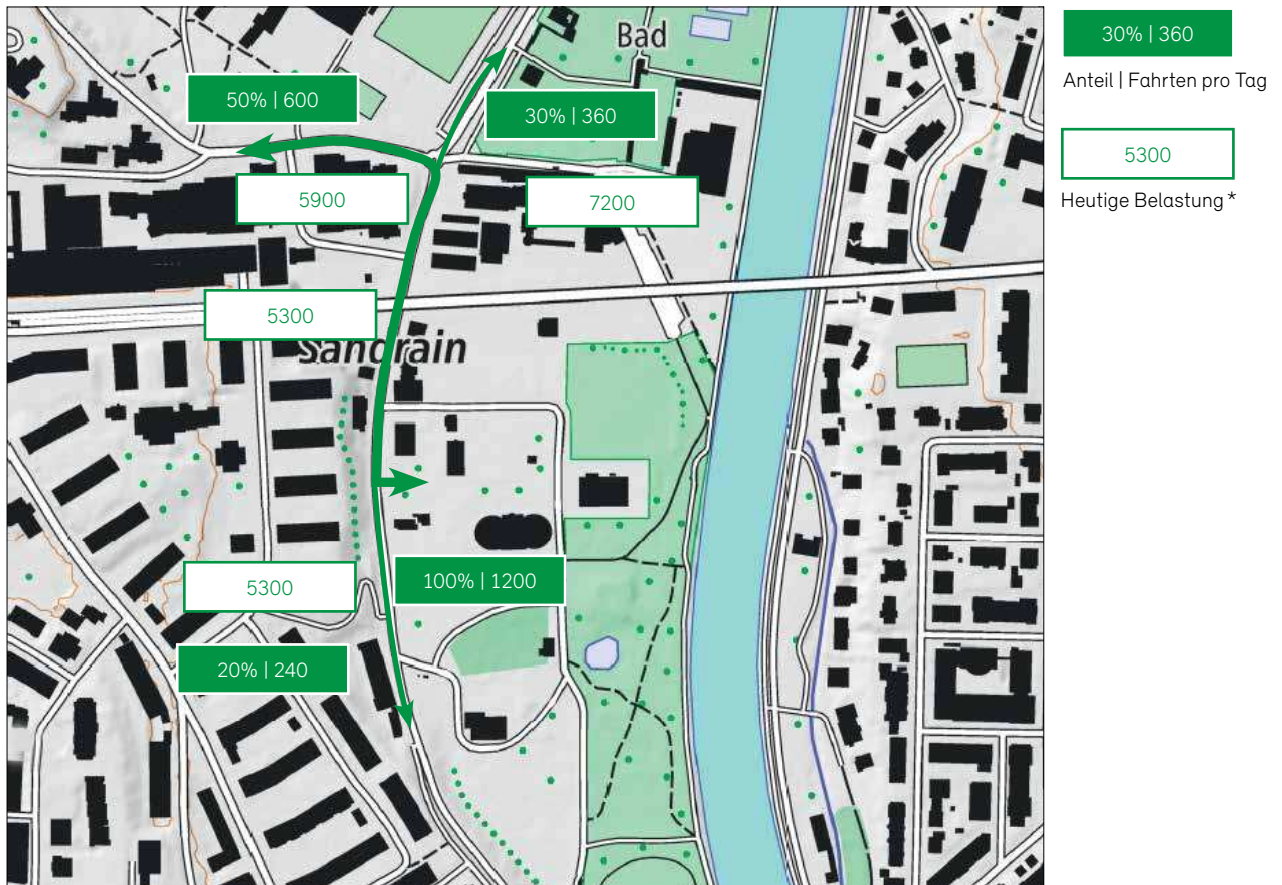 Bad
50% | 600
30% | 360
5900
7200
5300
Sandrain
5300
100% | 1200
20% | 240
30% | 360
Anteil | Fahrten pro Tag
5300
Heutige Belastung *